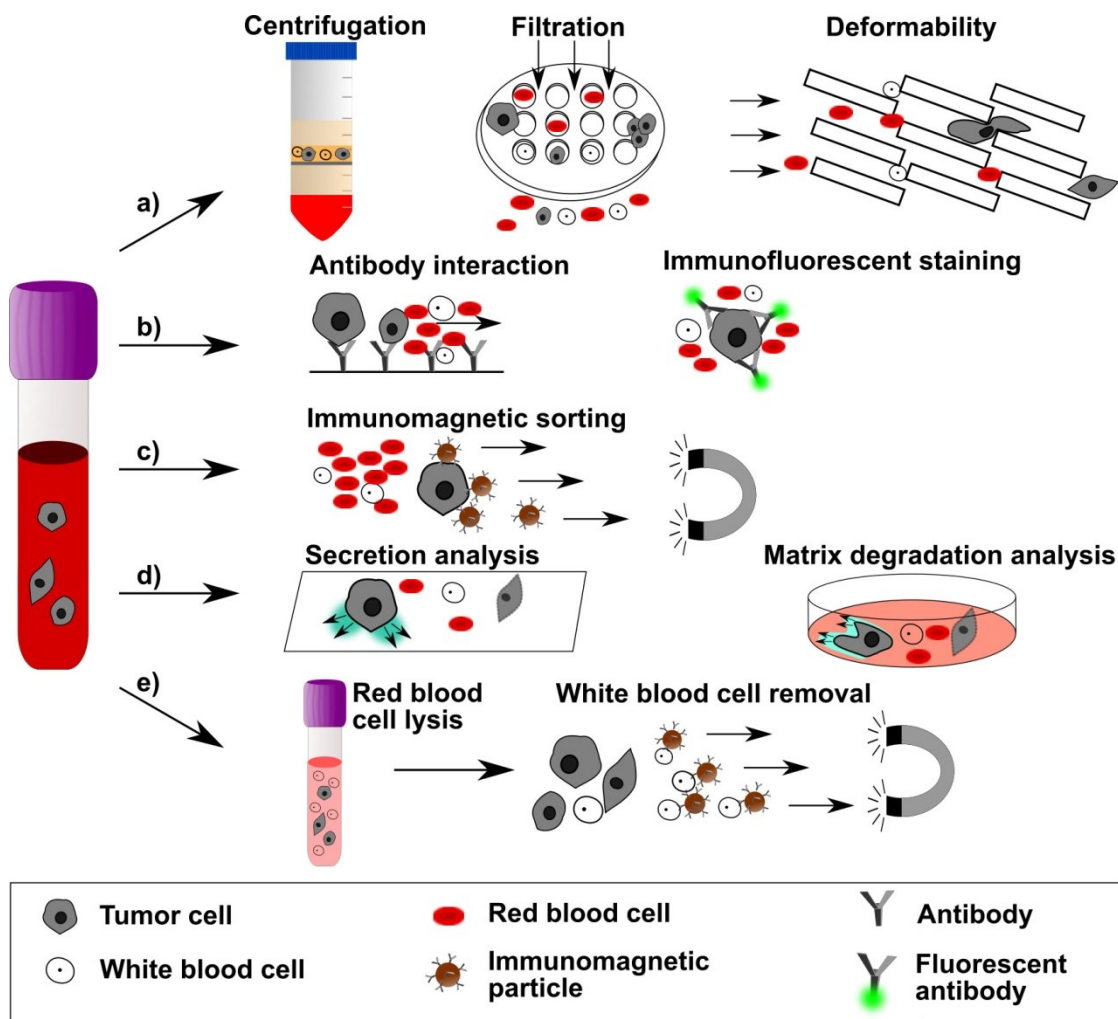 Centrifugation
Filtration
Deformability
a)
Antibody interaction
Immunofluorescent staining
b)
Immunomagnetic sorting
c)
Secretion analysis
Matrix degradation analysis
d)
e)
Red blood
cell lysis
White blood cell removal
Tumor cell
Red blood cell
Antibody
White blood cell
Immunomagnetic
particle
Fluorescent
antibody